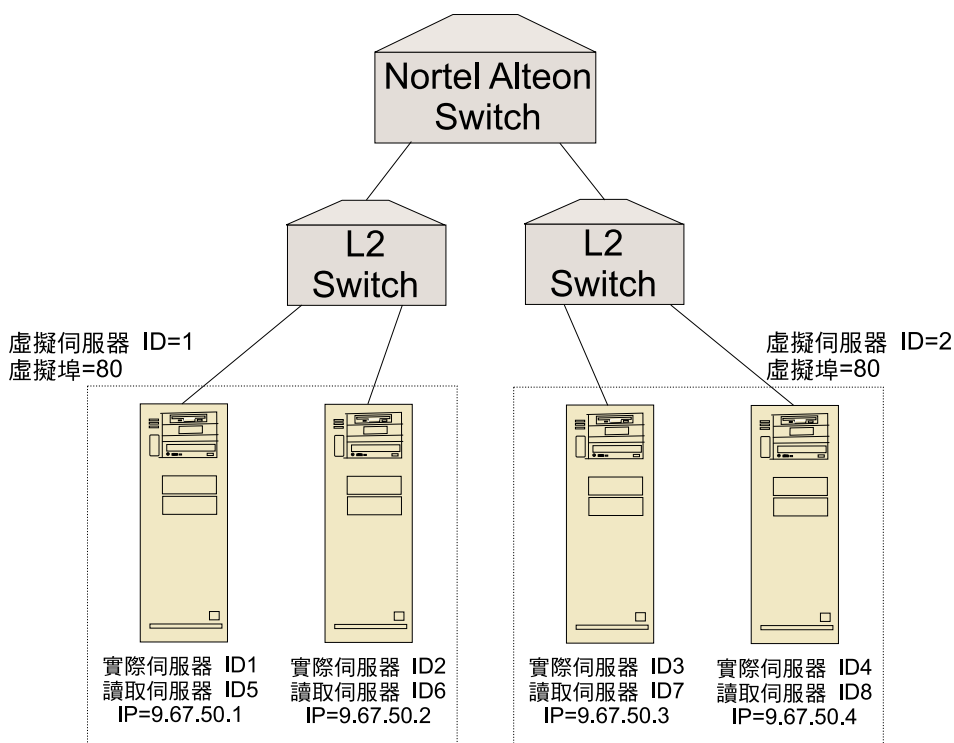 Nortel Alteon
Switch
L2
Switch
L2
Switch
虛擬伺服器 ID=1
虛擬埠=80
虛擬伺服器 ID=2
虛擬埠=80
實際伺服器 ID1
讀取伺服器 ID5
IP=9.67.50.1
實際伺服器 ID2
讀取伺服器 ID6
IP=9.67.50.2
實際伺服器 ID3
讀取伺服器 ID7
IP=9.67.50.3
實際伺服器 ID4
讀取伺服器 ID8
IP=9.67.50.4